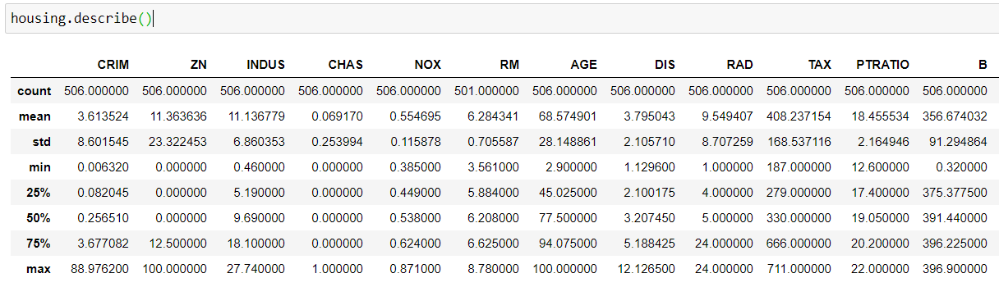 housing.describe()
CRIM ZN INDUS CHAS NOX RM AGE DIS RAD TAX PTRATIO B
count 506.000000 506.000000 506.000000 506.000000 506.000000 501.000000 506.000000 506.000000 506.000000 506.000000 506.000000 506.000000
mean 3.613524 11.363636 11.136779 0.069170 0.554695 6.284341 68.574901 3.795043 9.549407 408.237154 18.455534 356.674032
std 8.601545 23.322453 6.860353 0.253994 0.115878 0.705587 28.148861 2.105710 8.707259 168.537116 2.164946 91.294864
min 0.006320 0.000000 0.460000 0.000000 0.385000 3.561000 2.900000 1.129600 1.000000 187.000000 12.600000 0.320000
25% 0.082045 0.000000 5.190000 0.000000 0.449000 5.884000 45.025000 2.100175 4.000000 279.000000 17.400000 375.377500
50% 0.256510 0.000000 9.690000 0.000000 0.538000 6.208000 77.500000 3.207450 5.000000 330.000000 19.050000 391.440000
75% 3.677082 12.500000 18.100000 0.000000 0.624000 6.625000 94.075000 5.188425 24.000000 666.000000 20.200000 396.225000
max 88.976200 100.000000 27.740000 1.000000 0.871000 8.780000 100.000000 12.126500 24.000000 711.000000 22.000000 396.900000